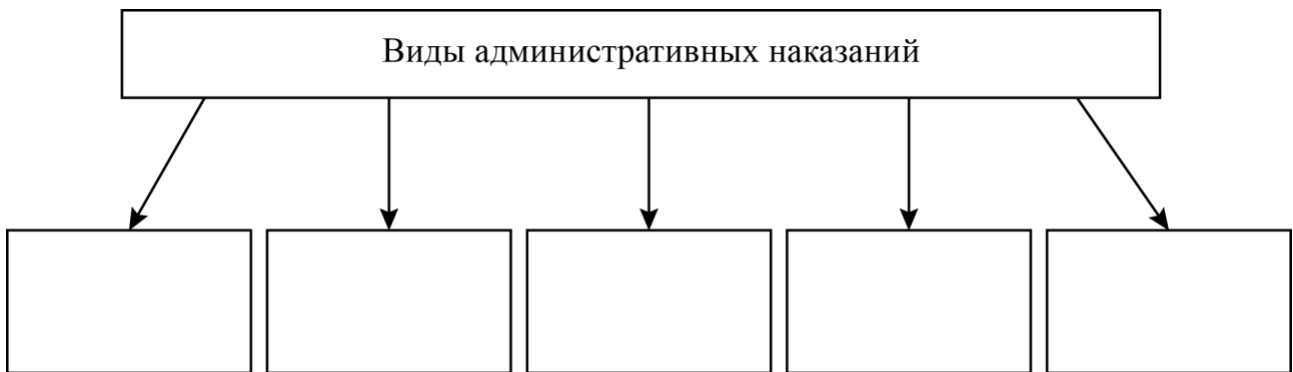 Виды административных наказаний